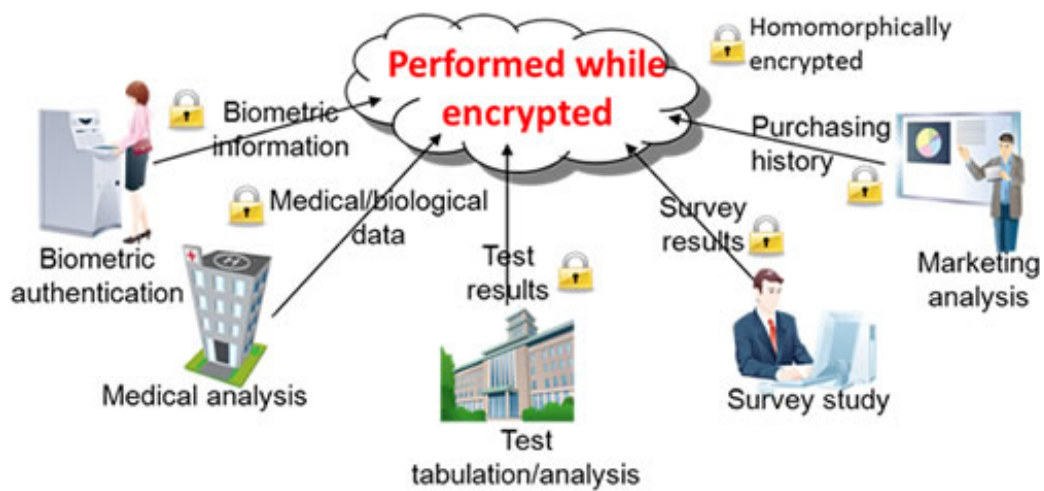 Performed while
encrypted
Homomorphically
encrypted
Biometric
information
Purchasing
history
Medical/biological
data
Survey
results
Test
results
Biometric
authentication
Marketing
analysis
H
Medical analysis
Survey study
Test
tabulation/analysis